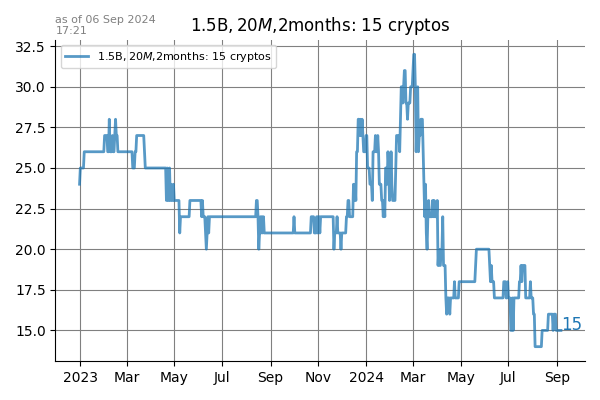 as of 06 Sep 2024
17:21
1.5B, 20M,2months: 15 cryptos
1.5B, 20M,2months: 15 cryptos
32.5
30.0
27.5
25.0
22.5
20.0
17.5
15.0
15
2023 Mar May Jul Sep Nov 2024 Mar May Jul Sep